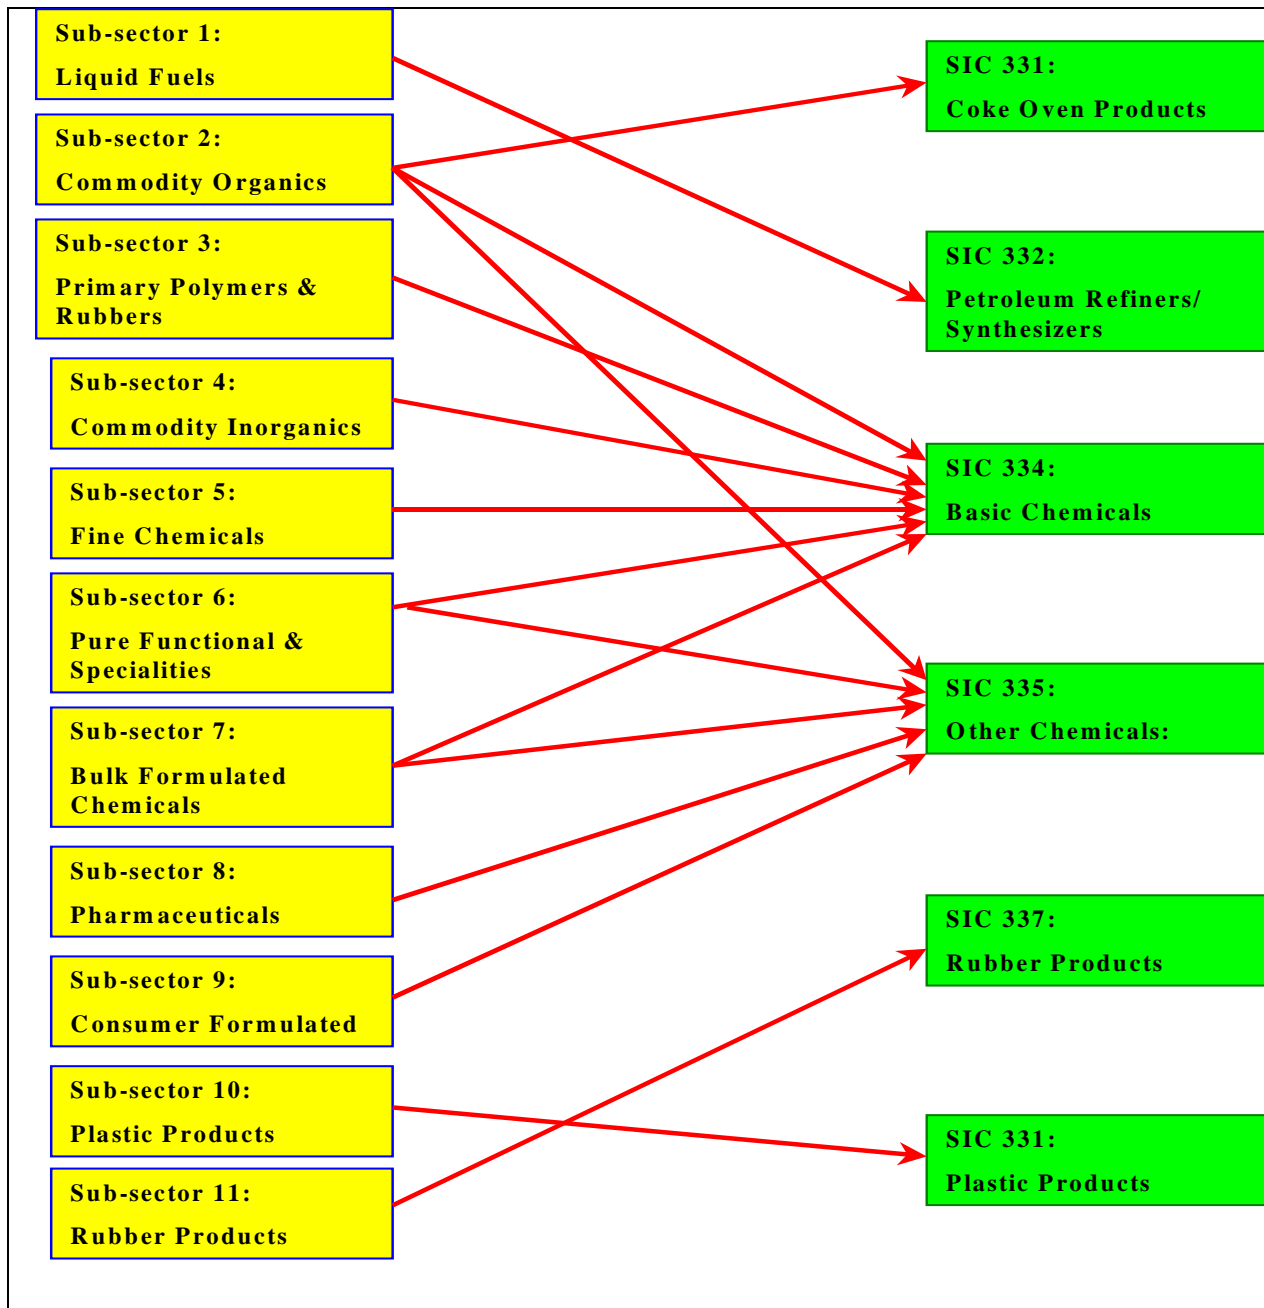 Sub-sector 1:
Liquid Fuels
Sub-sector 2:
Commodity Organics
Sub-sector 3:
Primary Polymers &
Rubbers
Sub-sector 4:
Commodity Inorganics
Sub-sector 5:
Fine Chemicals
Sub-sector 6:
Pure Functional &
Specialities
Sub-sector 7:
Bulk Formulated
Chemicals
Sub-sector 8:
Pharmaceuticals
Sub-sector 9:
Consumer Formulated
Sub-sector 10:
Plastic Products
Sub-sector 11:
Rubber Products
SIC 331:
Coke Oven Products
SIC 332:
Petroleum Refiners/
Synthesizers
SIC 334:
Basic Chemicals
SIC 335:
Other Chemicals:
SIC 337:
Rubber Products
SIC 331:
Plastic Products